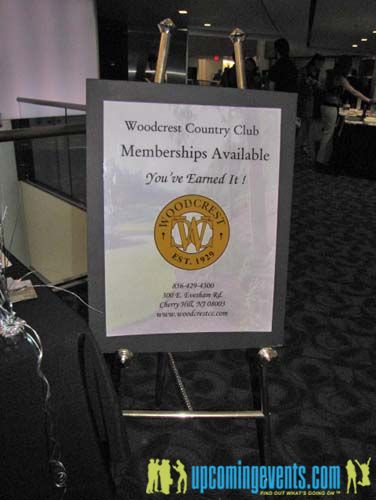 Woodcrest Country Club
Memberships Available
You've Earned It !
WOODCREST
W
EST. 1929
856-429-4300
300 E. Evesham Rd.
Cherry Hill, NJ 08003
www.woodcrestcc.com
upcomingevents.com
FIND OUT WHAT'S GOING ON™